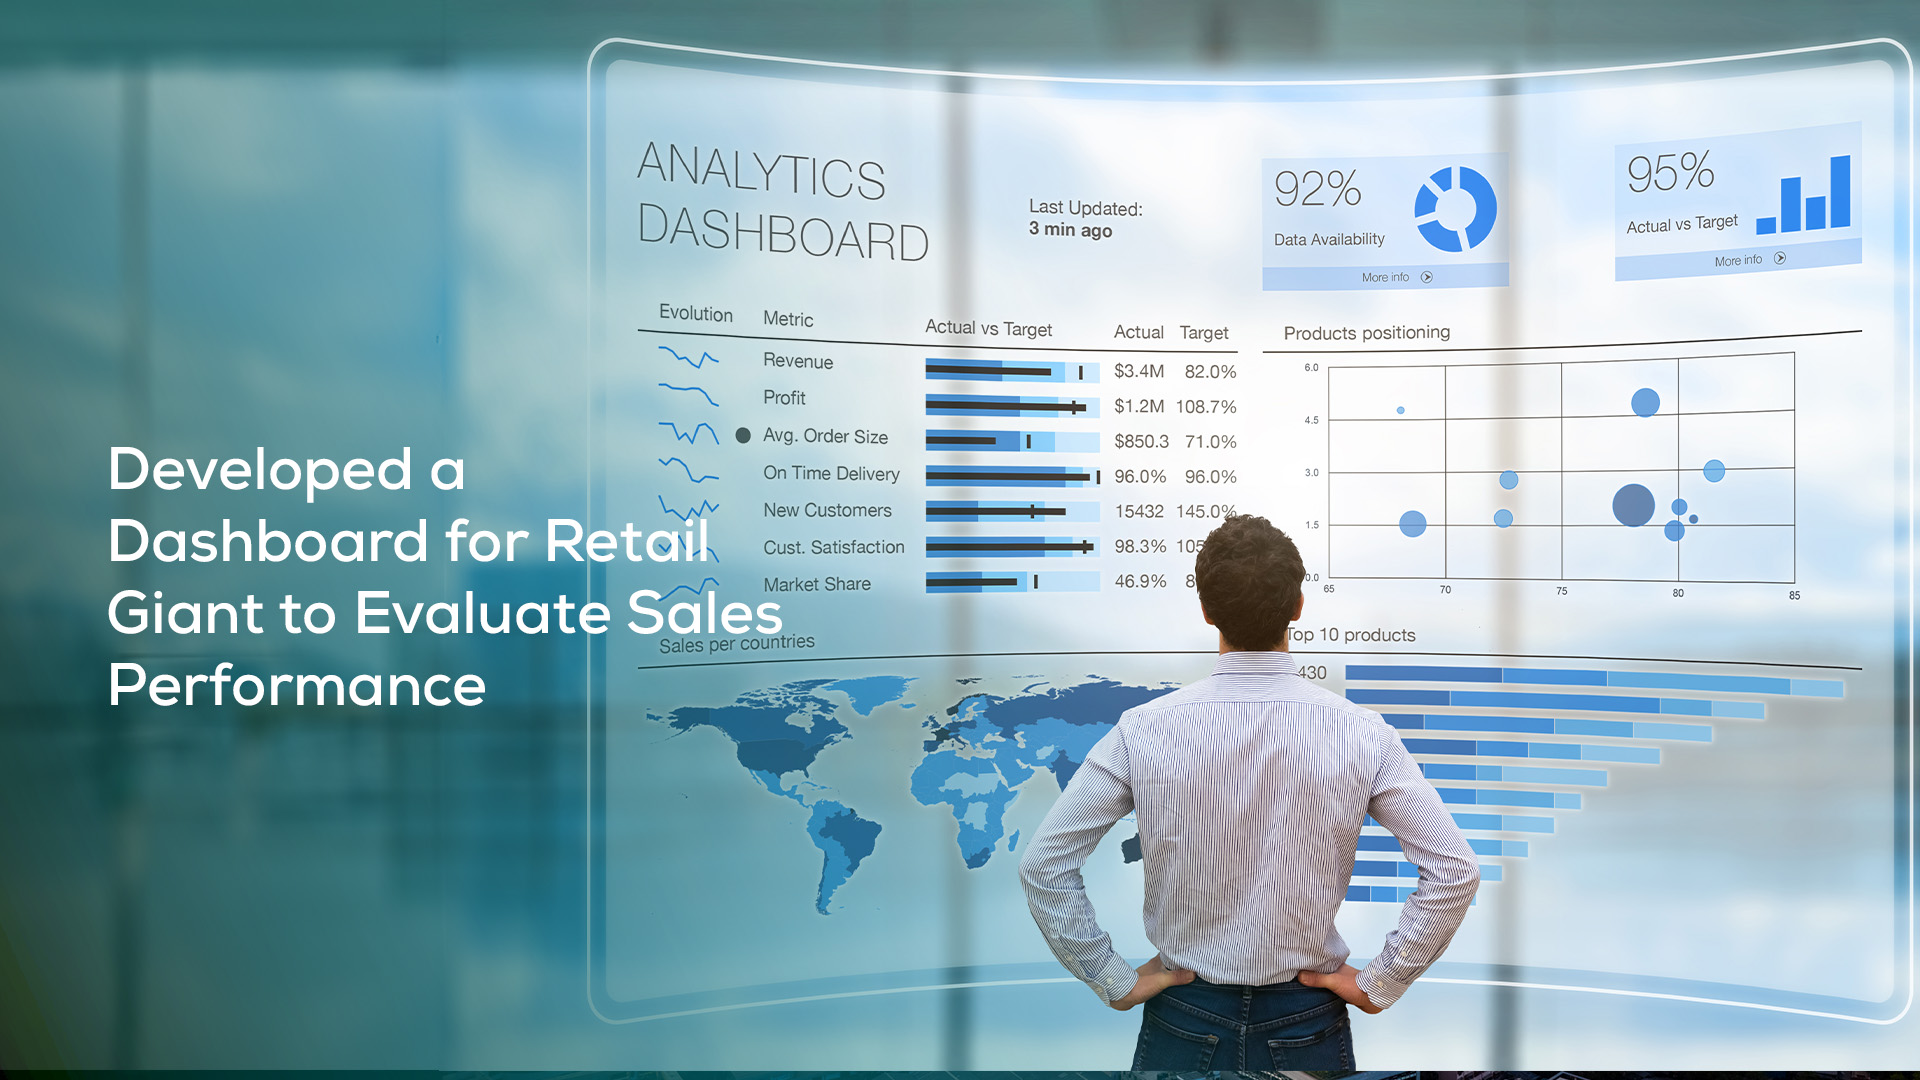 Developed a
Dashboard for Retail
Giant to Evaluate Sales
Performance
ANALYTICS
DASHBOARD
Last Updated:
3 min ago
92%
Data Availability
More info
95%
Actual vs Target
More info
Evolution Metric Actual vs Target Actual Target
Revenue $3.4M 82.0%
Profit $1.2M 108.7%
Avg. Order Size $850.3 71.0%
On Time Delivery 96.0% 96.0%
New Customers 15432 145.0%
Cust. Satisfaction 98.3% 105
Market Share 46.9% 8
Products positioning
6.0
4.5
3.0
1.5
0.0
65 70 75 80 85
Sales per countries
Top 10 products
430